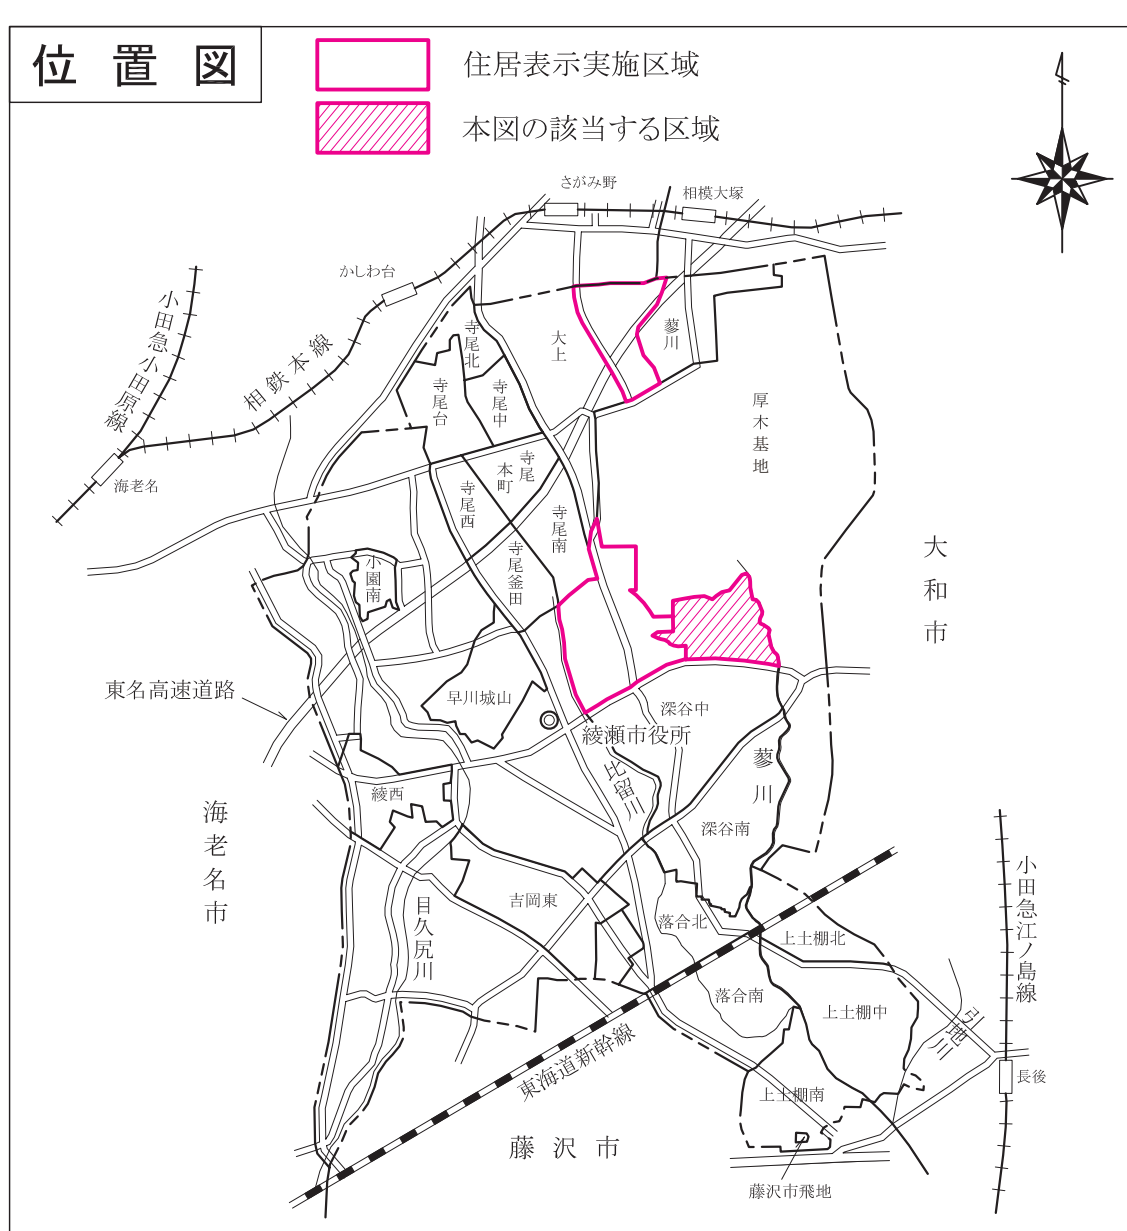 位置図
住居表示実施区域
本図の該当する区域
さがみ野
相模大塚
かしわ台
小田急小田原線
相鉄本線
海老名
寺尾北
大上
蓼川
寺尾台
寺尾中
厚木基地
寺尾本町
寺尾西
寺尾南
寺尾釜田
小園南
大和市
東名高速道路
早川城山
深谷中
綾瀬市役所
比留川
蓼川
綾西
深谷南
海老名市
目久尻川
吉岡東
落合北
上土棚北
小田急江ノ島線
落合南
上土棚中
引地川
東海道新幹線
長後
上土棚南
藤沢市
藤沢市飛地